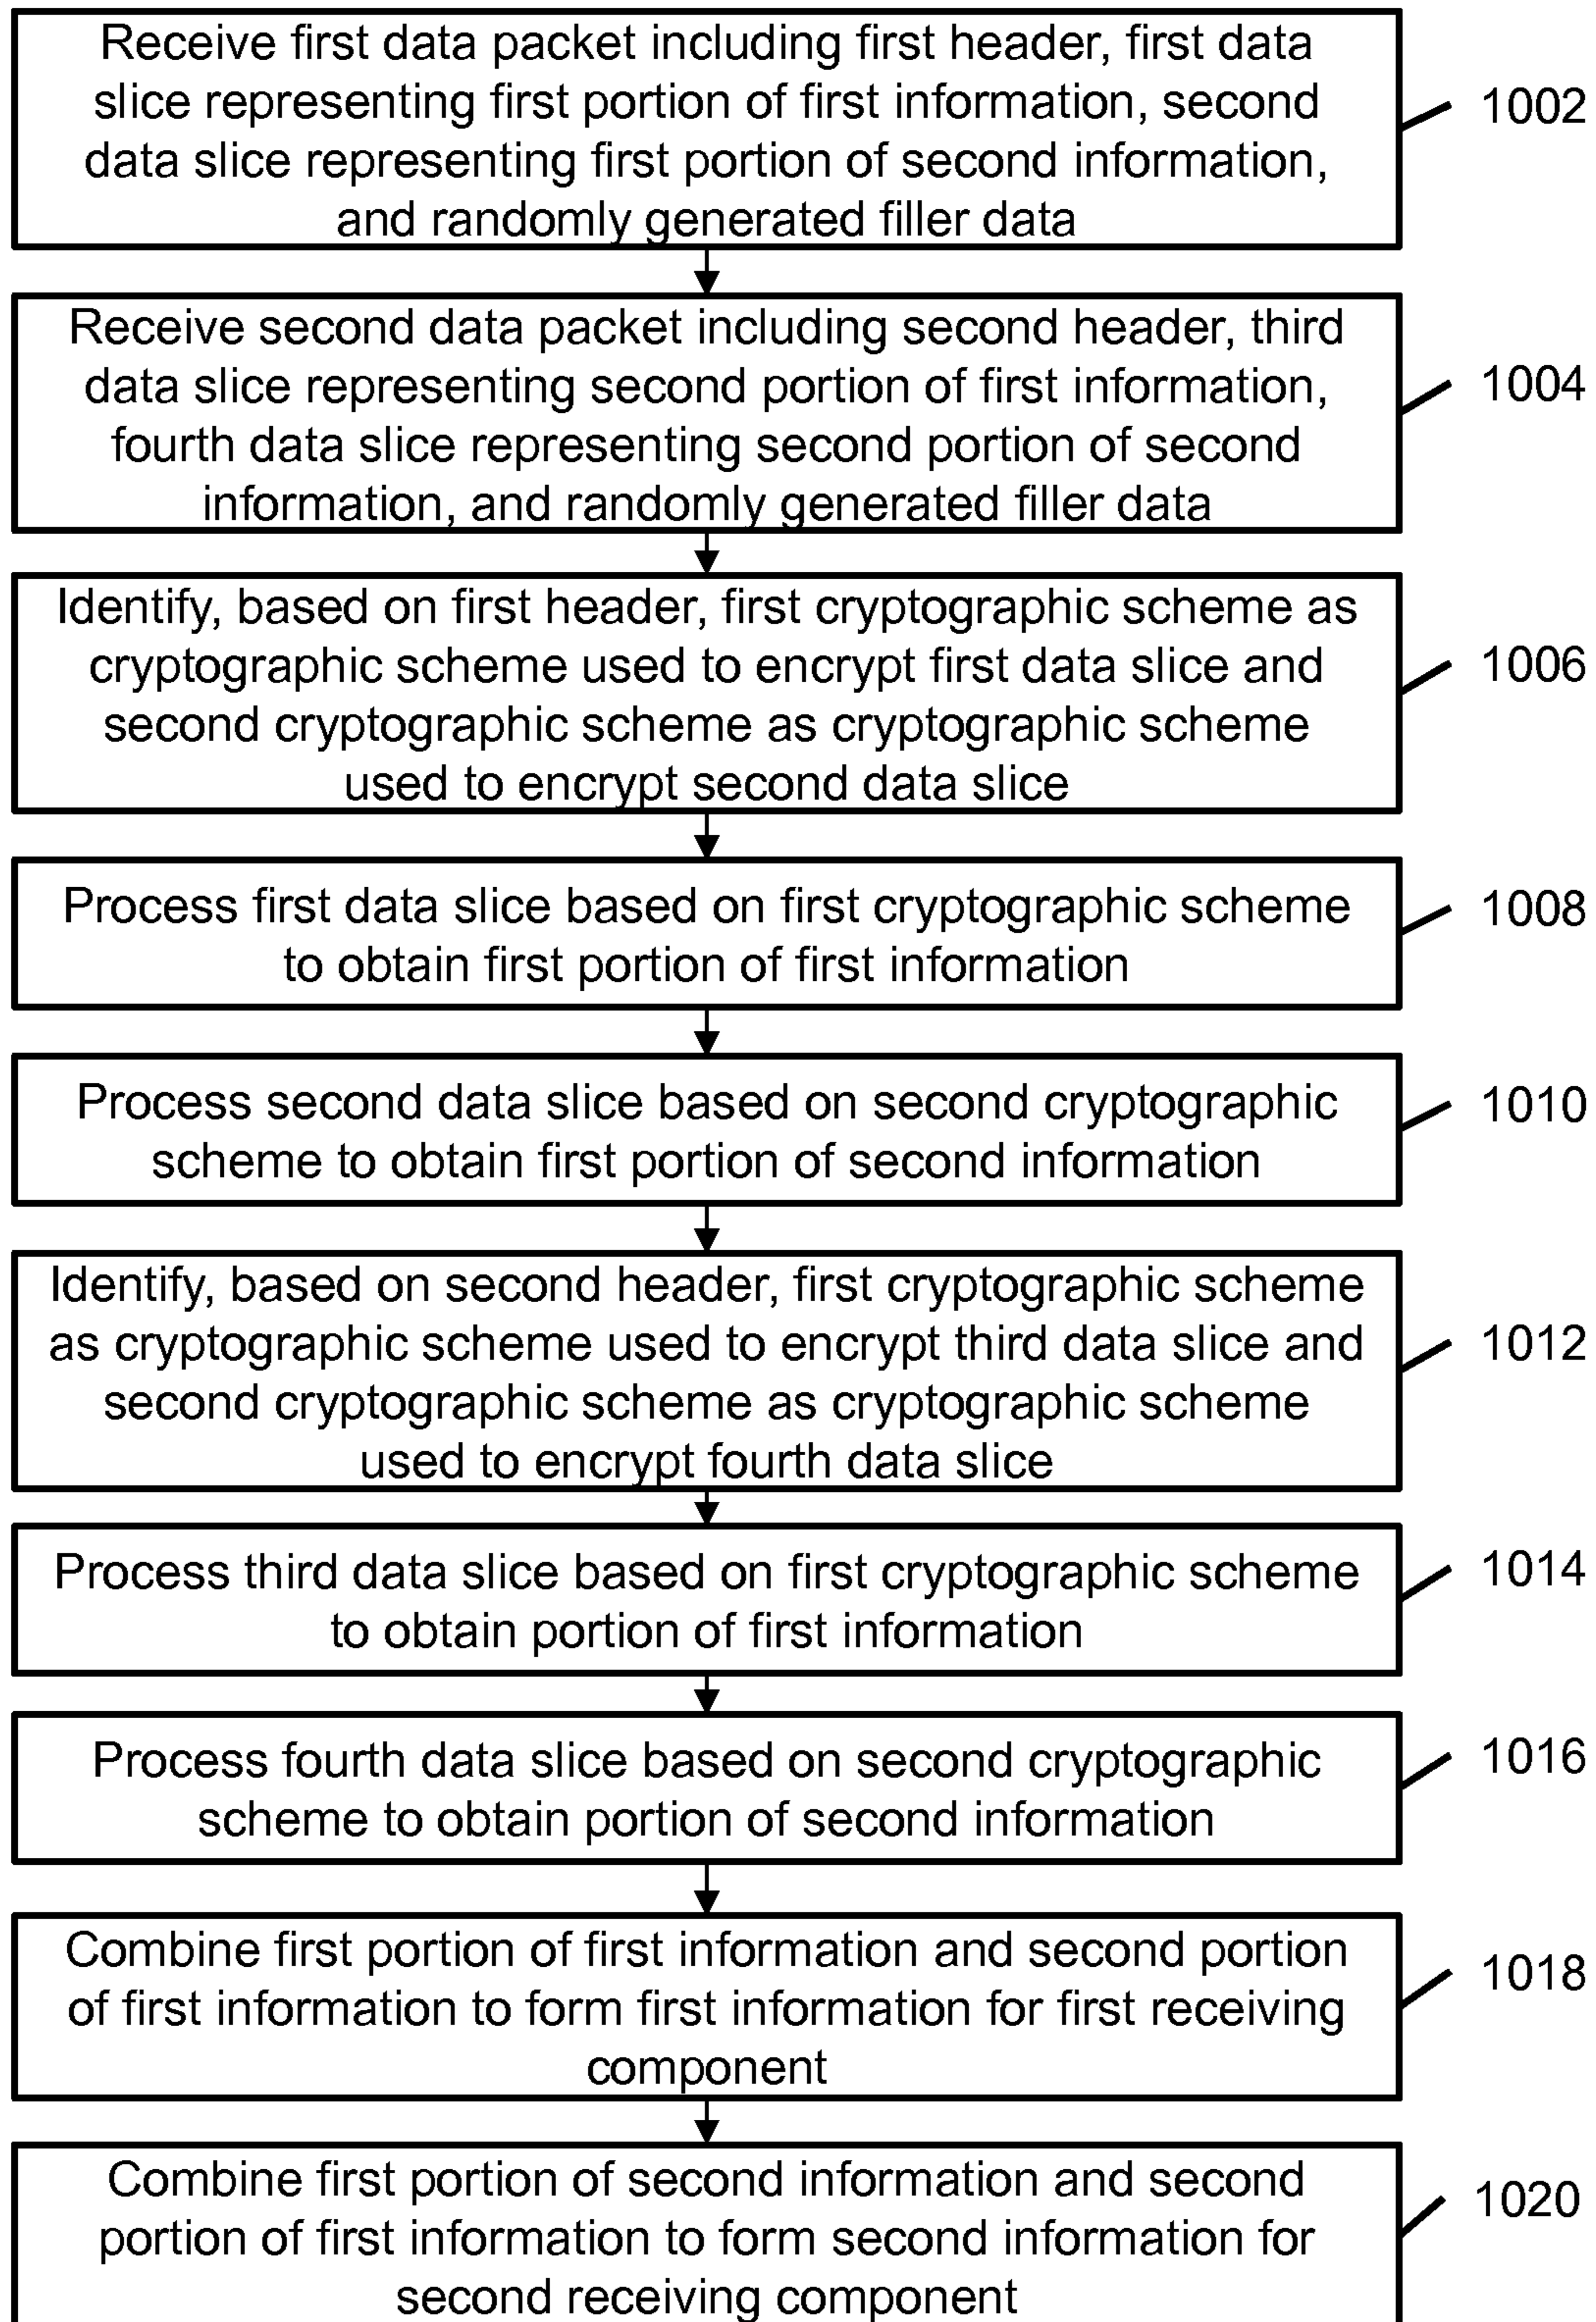 Receive first data packet including first header, first data
slice representing first portion of first information, second
data slice representing first portion of second information,
and randomly generated filler data
1002
Receive second data packet including second header, third
data slice representing second portion of first information,
fourth data slice representing second portion of second
information, and randomly generated filler data
1004
Identify, based on first header, first cryptographic scheme as
cryptographic scheme used to encrypt first data slice and
second cryptographic scheme as cryptographic scheme
used to encrypt second data slice
1006
Process first data slice based on first cryptographic scheme
to obtain first portion of first information
1008
Process second data slice based on second cryptographic
scheme to obtain first portion of second information
1010
Identify, based on second header, first cryptographic scheme
as cryptographic scheme used to encrypt third data slice and
second cryptographic scheme as cryptographic scheme
used to encrypt fourth data slice
1012
Process third data slice based on first cryptographic scheme
to obtain portion of first information
1014
Process fourth data slice based on second cryptographic
scheme to obtain portion of second information
1016
Combine first portion of first information and second portion
of first information to form first information for first receiving
component
1018
Combine first portion of second information and second
portion of first information to form second information for
second receiving component
1020